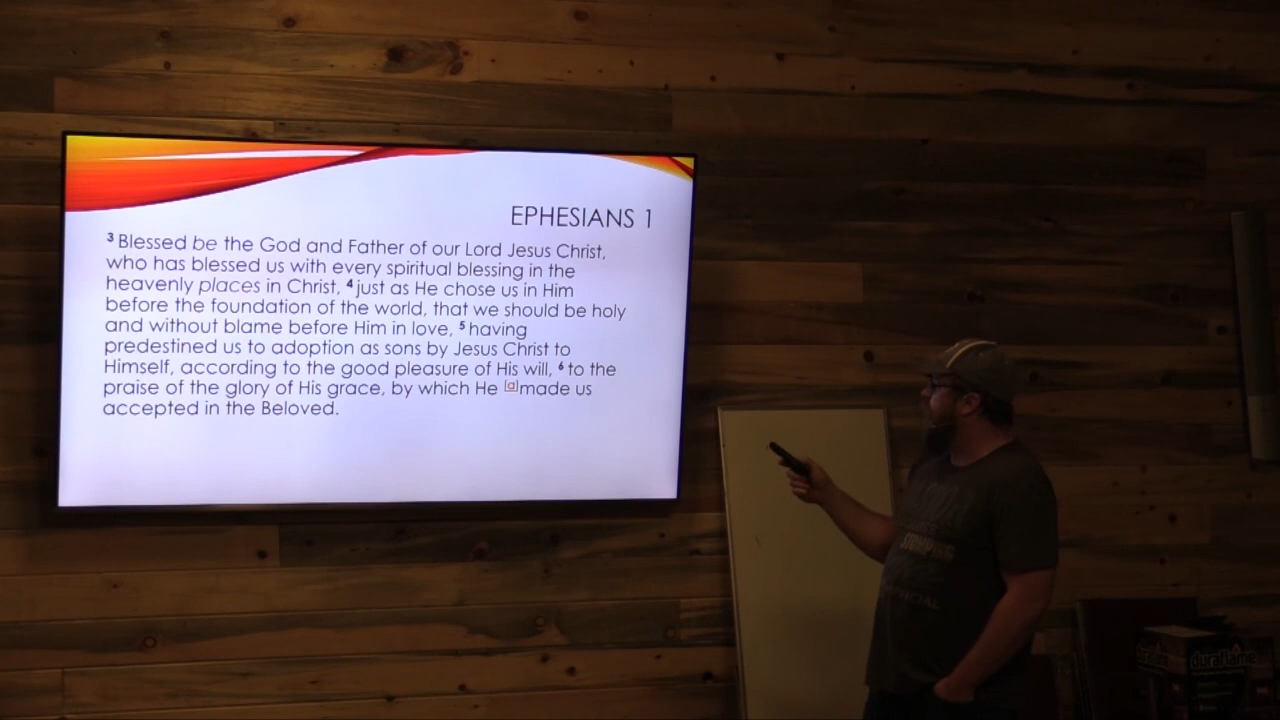 EPHESIANS 1
3 Blessed be the God and Father of our Lord Jesus Christ,
who has blessed us with every spiritual blessing in the
heavenly places in Christ, 4 just as He chose us in Him
before the foundation of the world, that we should be holy
and without blame before Him in love, 5 having
predestined us to adoption as sons by Jesus Christ to
Himself, according to the good pleasure of His will, 6 to the
praise of the glory of His grace, by which He [a]made us
accepted in the Beloved.
duraflame